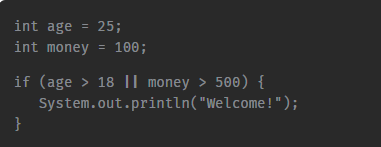 int age = 25;
int money = 100;
if (age > 18 || money > 500) {
System.out.println("Welcome!");
}